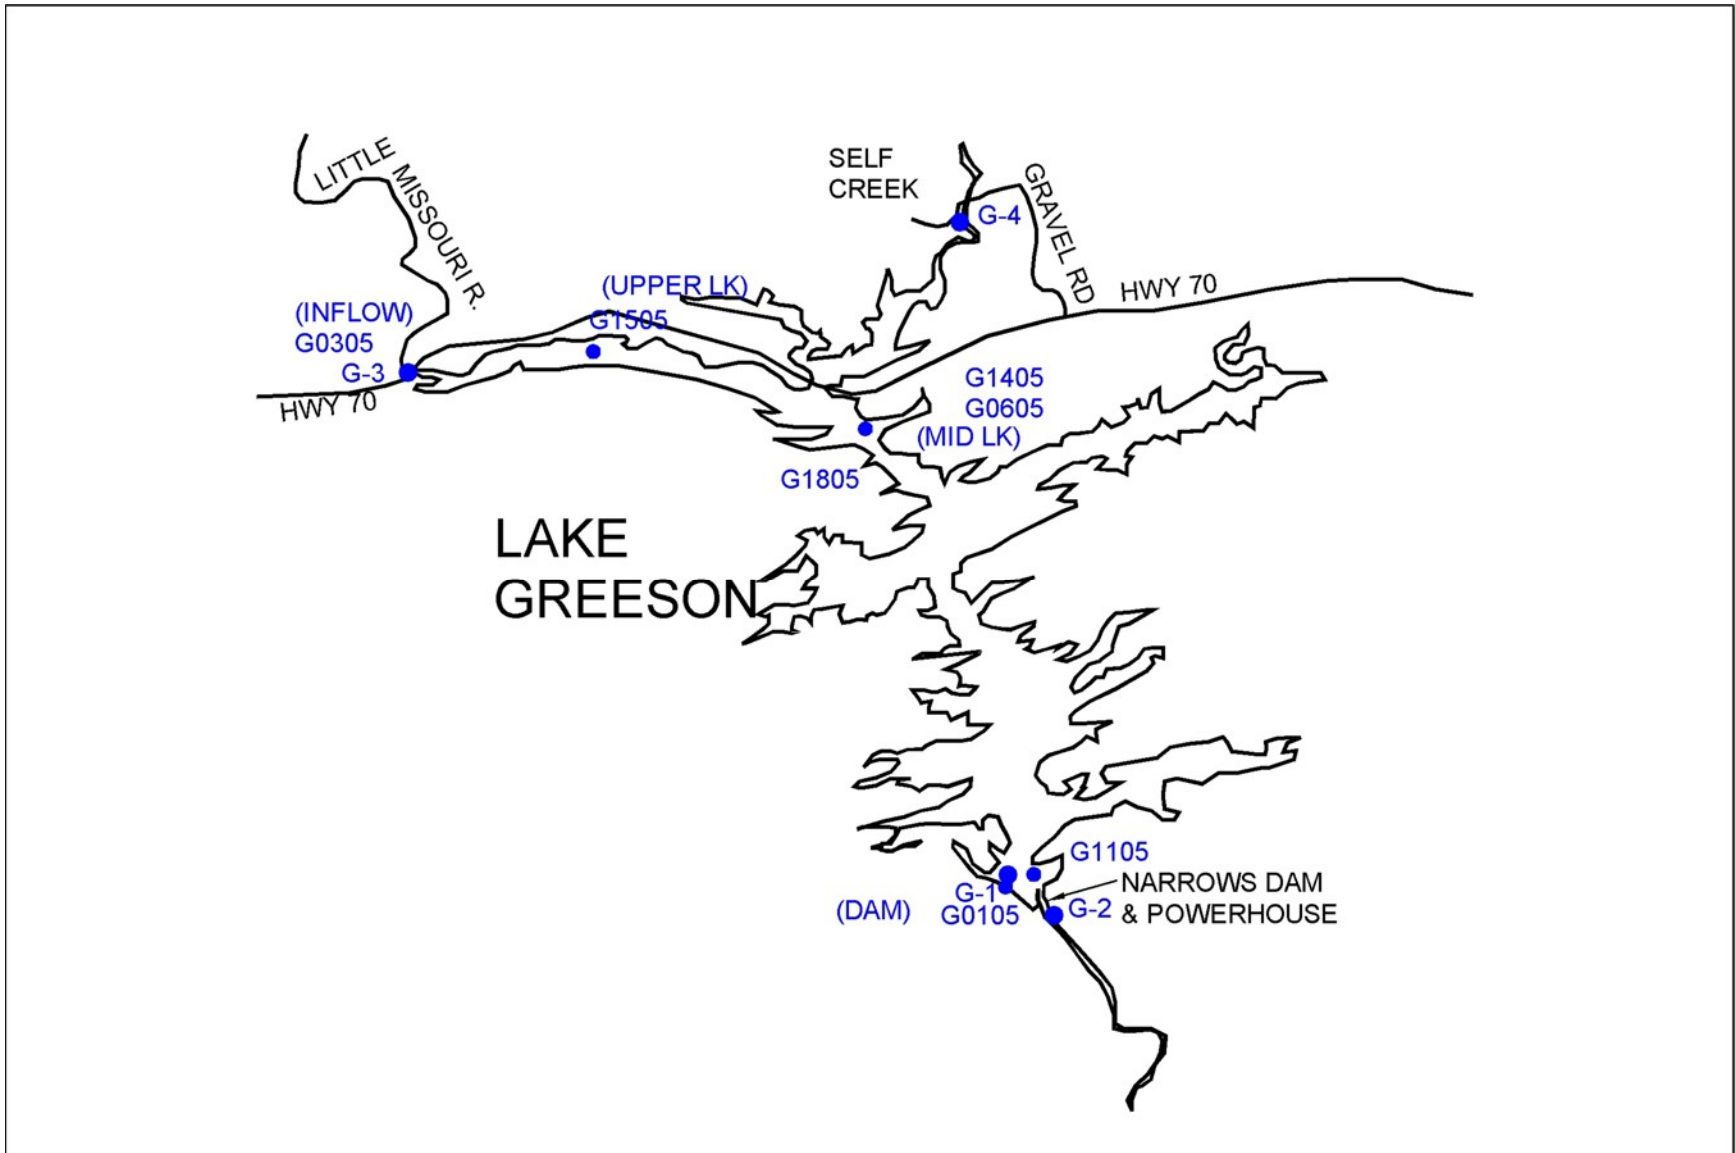 LITTLE MISSOURI R.
SELF
CREEK
G-4
GRAVEL RD
HWY 70
(UPPER LK)
G1505
(INFLOW)
G0305
G-3
HWY 70
G1405
G0605
(MID LK)
G1805
LAKE
GREESON
G1105
NARROWS DAM
& POWERHOUSE
G-1
G0105
(DAM)
G-2